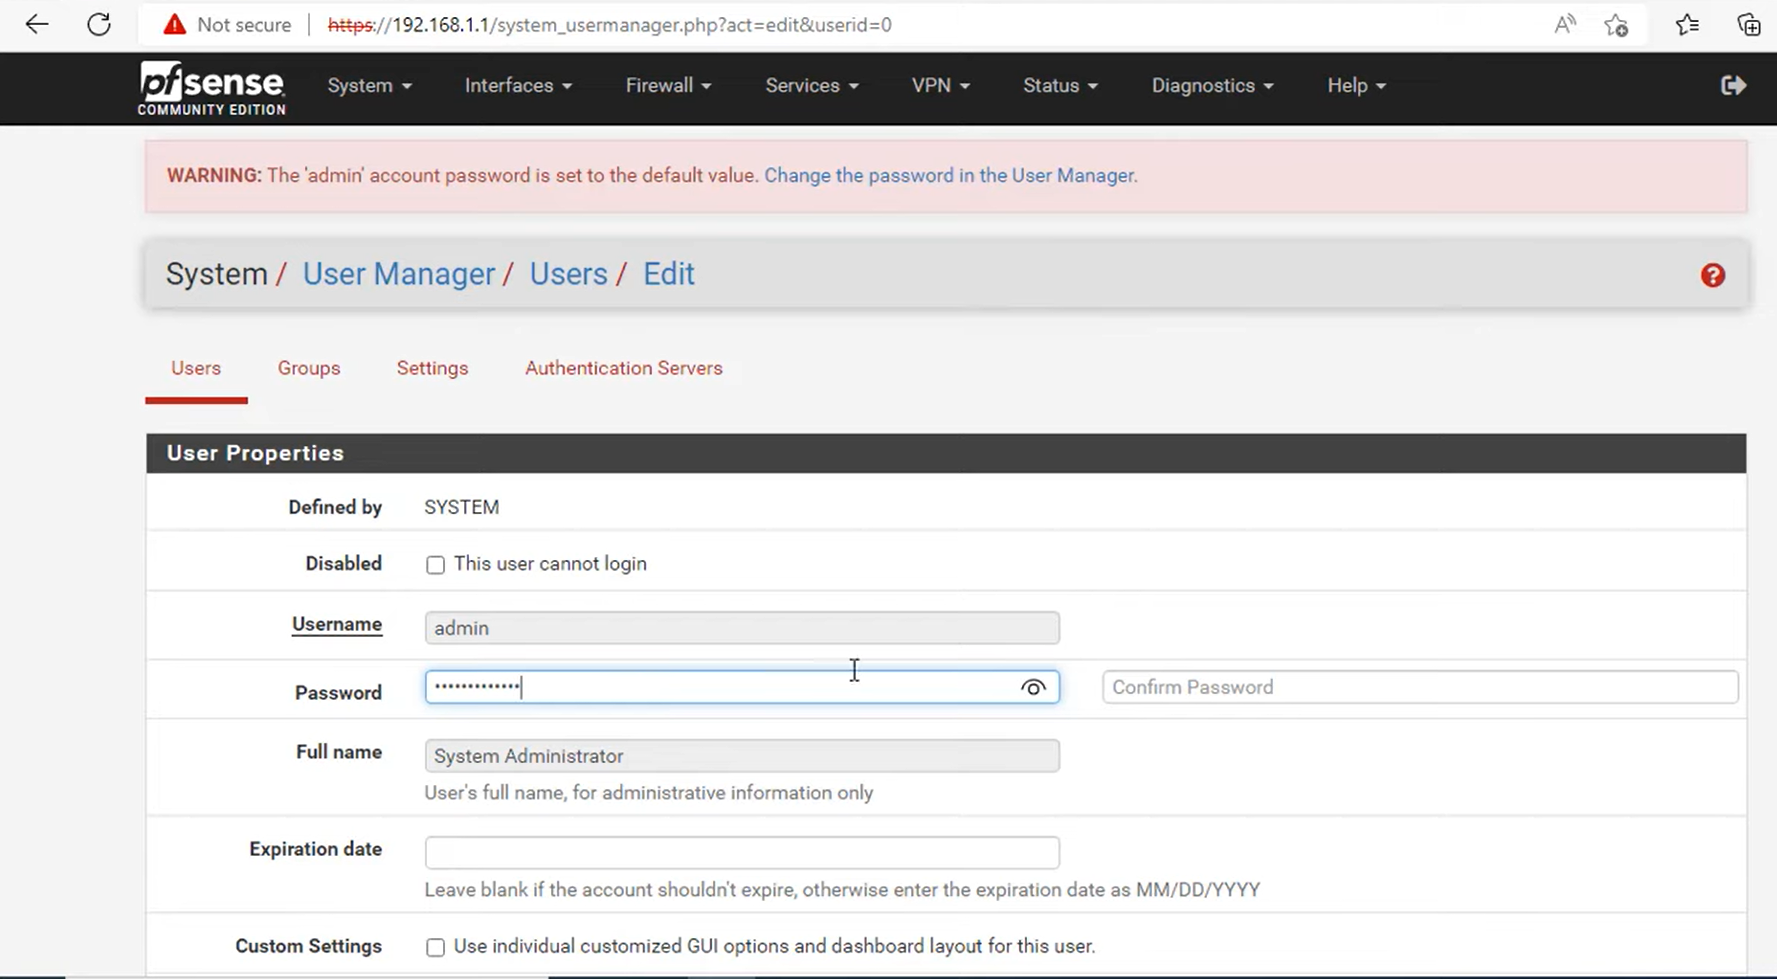 Not secure https://192.168.1.1/system_usermanager.php?act=edit&userid=0
pfsense COMMUNITY EDITION
System Interfaces Firewall Services VPN Status Diagnostics Help
WARNING: The 'admin' account password is set to the default value. Change the password in the User Manager.
System / User Manager / Users / Edit
Users Groups Settings Authentication Servers
User Properties
Defined by SYSTEM
Disabled This user cannot login
Username admin
Password ••••••••••••• Confirm Password
Full name System Administrator
User's full name, for administrative information only
Expiration date
Leave blank if the account shouldn't expire, otherwise enter the expiration date as MM/DD/YYYY
Custom Settings Use individual customized GUI options and dashboard layout for this user.